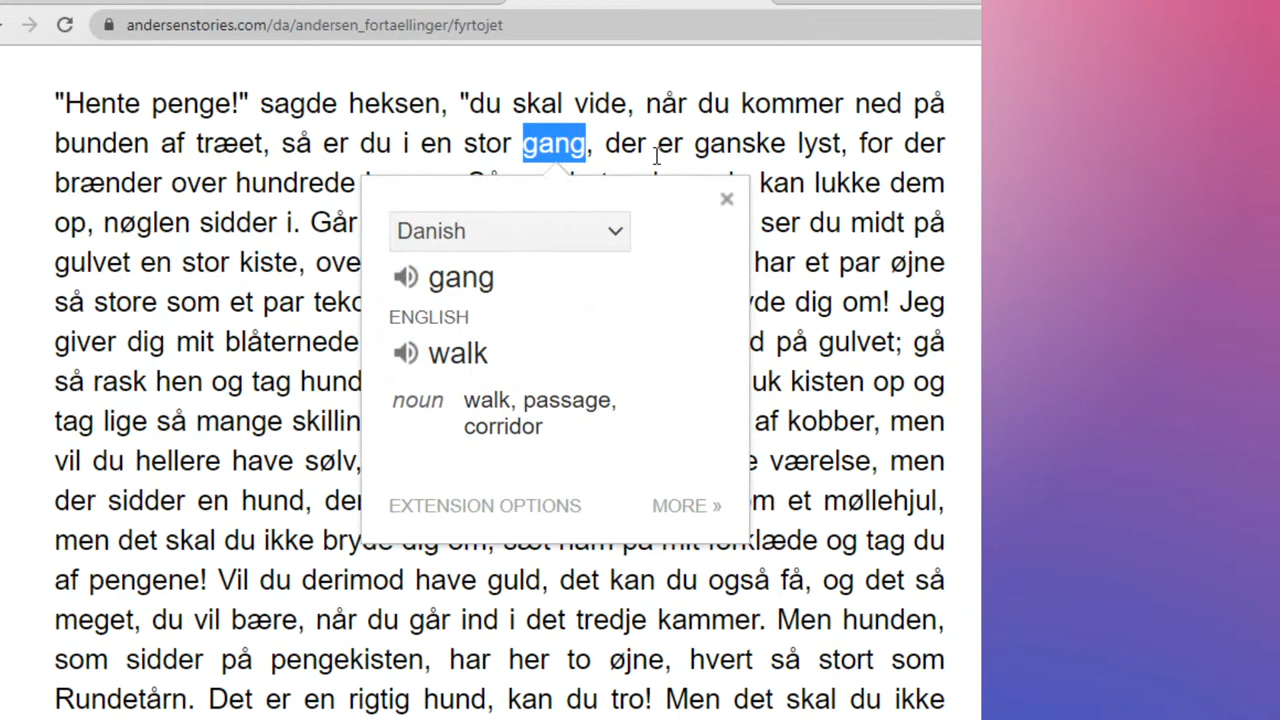 andersenstories.com/da/andersen_fortaellinger/fyrtojet
"Hente penge!" sagde heksen, "du skal vide, når du kommer ned på
bunden af træet, så er du i en stor gang, der er ganske lyst, for der
brænder over hundrede kan lukke dem
op, nøglen sidder i. Går ser du midt på
gulvet en stor kiste, har et par øjne
så store som et par dig om! Jeg
giver dig mit blåternede på gulvet; gå
så rask hen og tag kisten op og
tag lige så mange af kobber, men
vil du hellere have sølv, værelse, men
der sidder en hund, et møllehjul,
men det skal du ikke bryde dig om, sæt ham på mit forklæde og tag du
af pengene! Vil du derimod have guld, det kan du også få, og det så
meget, du vil bære, når du går ind i det tredje kammer. Men hunden,
som sidder på pengekisten, har her to øjne, hvert så stort som
Rundetårn. Det er en rigtig hund, kan du tro! Men det skal du ikke
Danish
gang
ENGLISH
walk
noun walk, passage,
corridor
EXTENSION OPTIONS MORE »